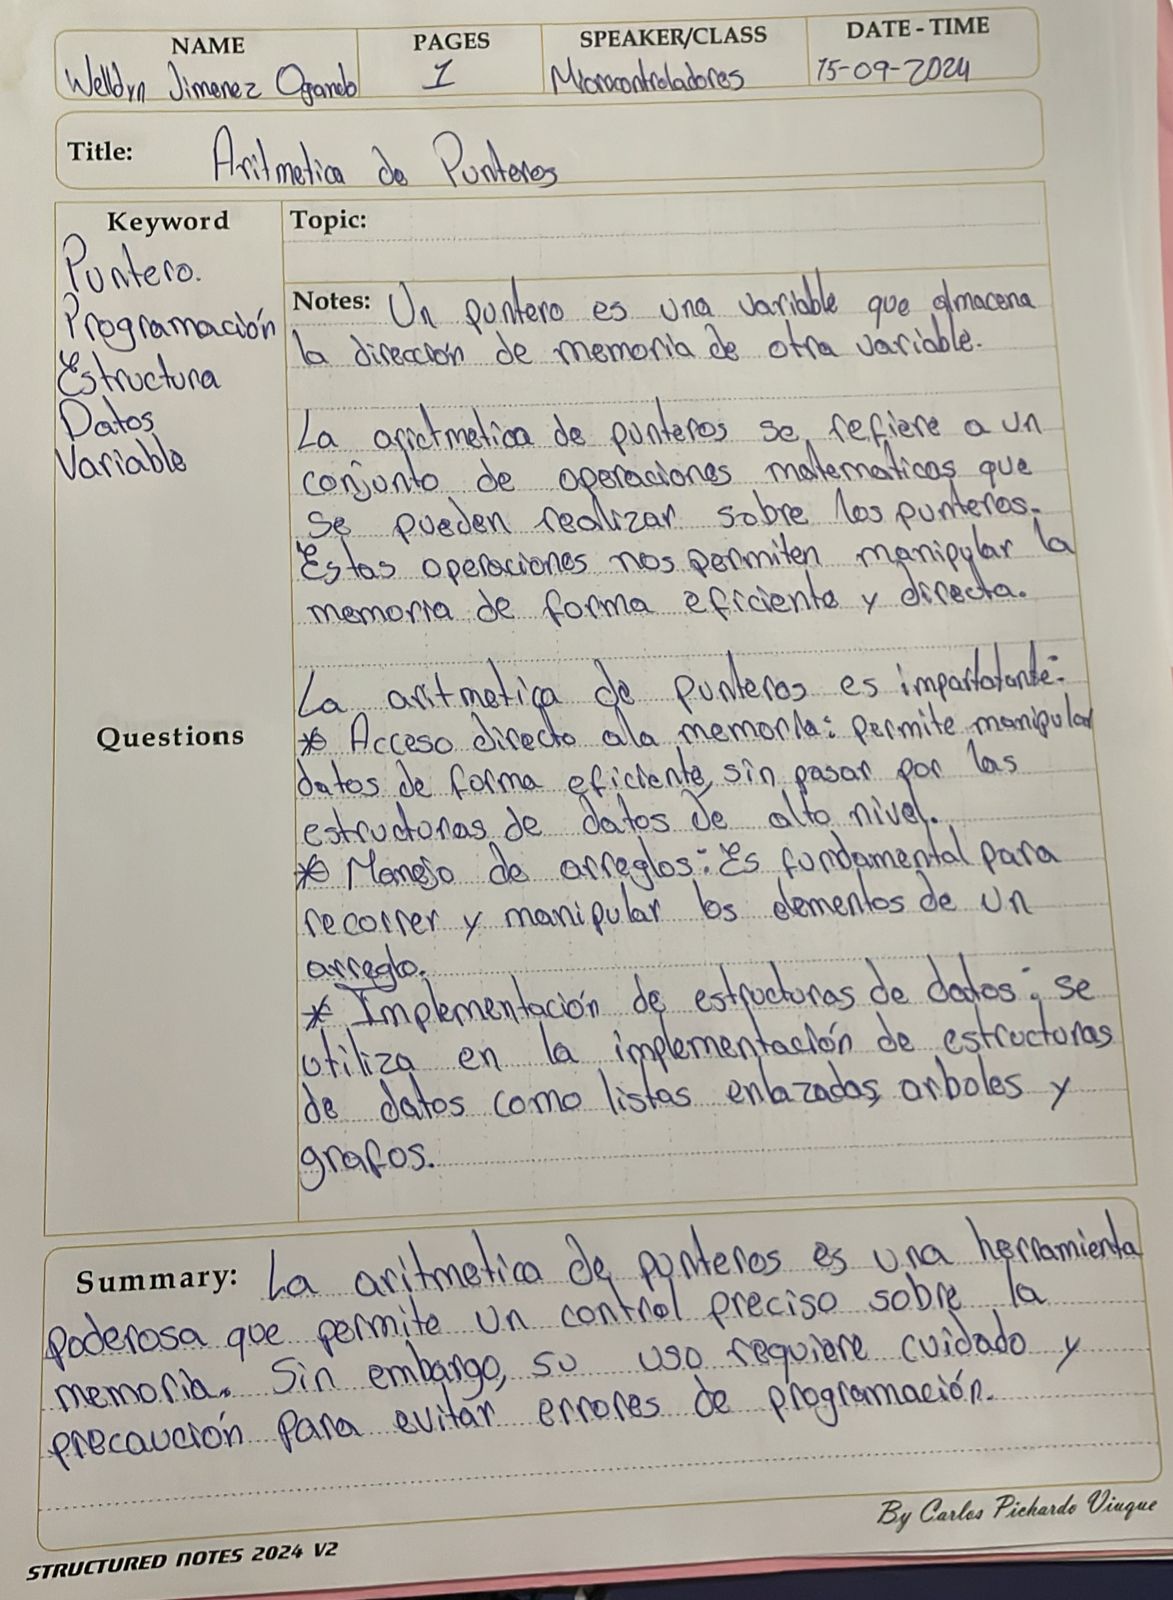 NAME PAGES SPEAKER/CLASS DATE - TIME
Welldyn Jimenez Ogando 1 Microcontroladores 15-09-2024
Title: Aritmetica de Punteros
Keyword
Puntero.
Programación
Estructura
Datos
Variable
Questions
Topic:
Notes: Un puntero es una variable que almacena
la dirección de memoria de otra variable.
La arictmetica de punteros se refiere a un
conjunto de operaciones matematicas que
se pueden realizar sobre los punteros.
Estas operaciones nos permiten manipular la
memoria de forma eficiente y directa.
La aritmetica de punteros es impartatante:
* Acceso directo ala memoria: permite manipular
datos de forma eficiente, sin pasar por las
estructuras de datos de alto nivel.
* Manejo de arreglos: Es fundamental para
recorrer y manipular los elementos de un
arreglo.
* Implementación de estructuras de datos: se
utiliza en la implementación de estructuras
de datos como listas enlazadas, arboles y
grafos.
Summary: La aritmetica de punteros es una herramienta
poderosa que permite un control preciso sobre la
memoria. Sin embargo, su uso requiere cuidado y
precaución para evitar errores de programación.
By Carlos Pichardo Viuque
STRUCTURED NOTES 2024 V2